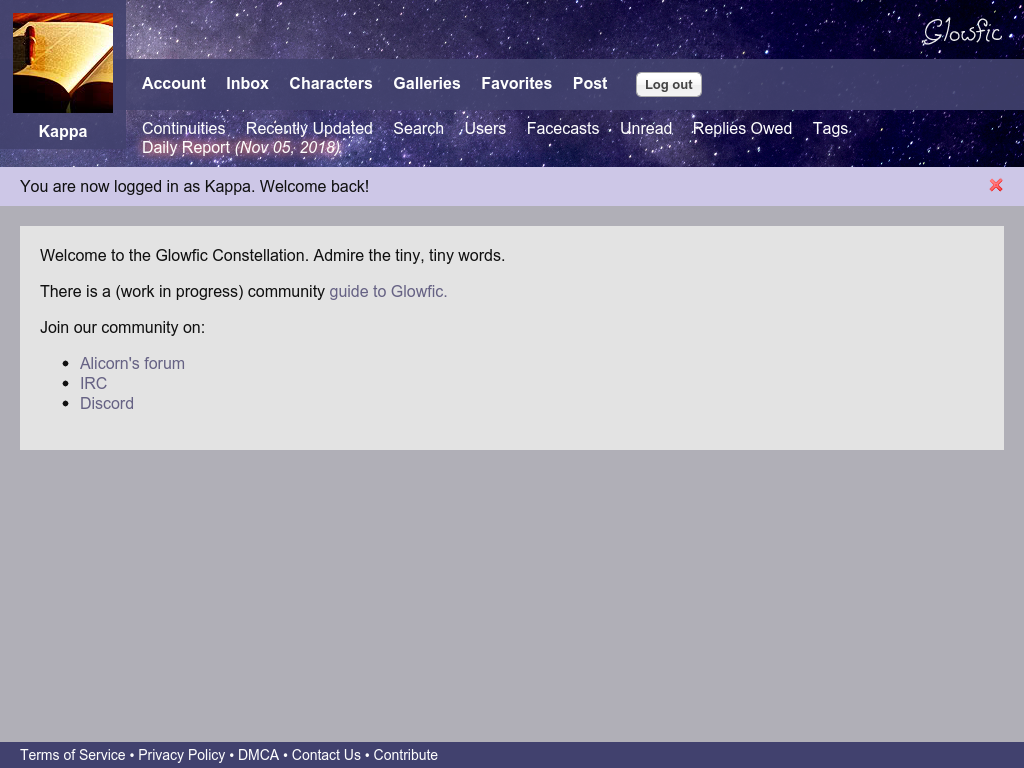 Glowfic
Account Inbox Characters Galleries Favorites Post Log out
Kappa
Continuities Recently Updated Search Users Facecasts Unread Replies Owed Tags
Daily Report (Nov 05, 2018)
You are now logged in as Kappa. Welcome back!
Welcome to the Glowfic Constellation. Admire the tiny, tiny words.
There is a (work in progress) community guide to Glowfic.
Join our community on:
• Alicorn's forum
• IRC
• Discord
Terms of Service • Privacy Policy • DMCA • Contact Us • Contribute